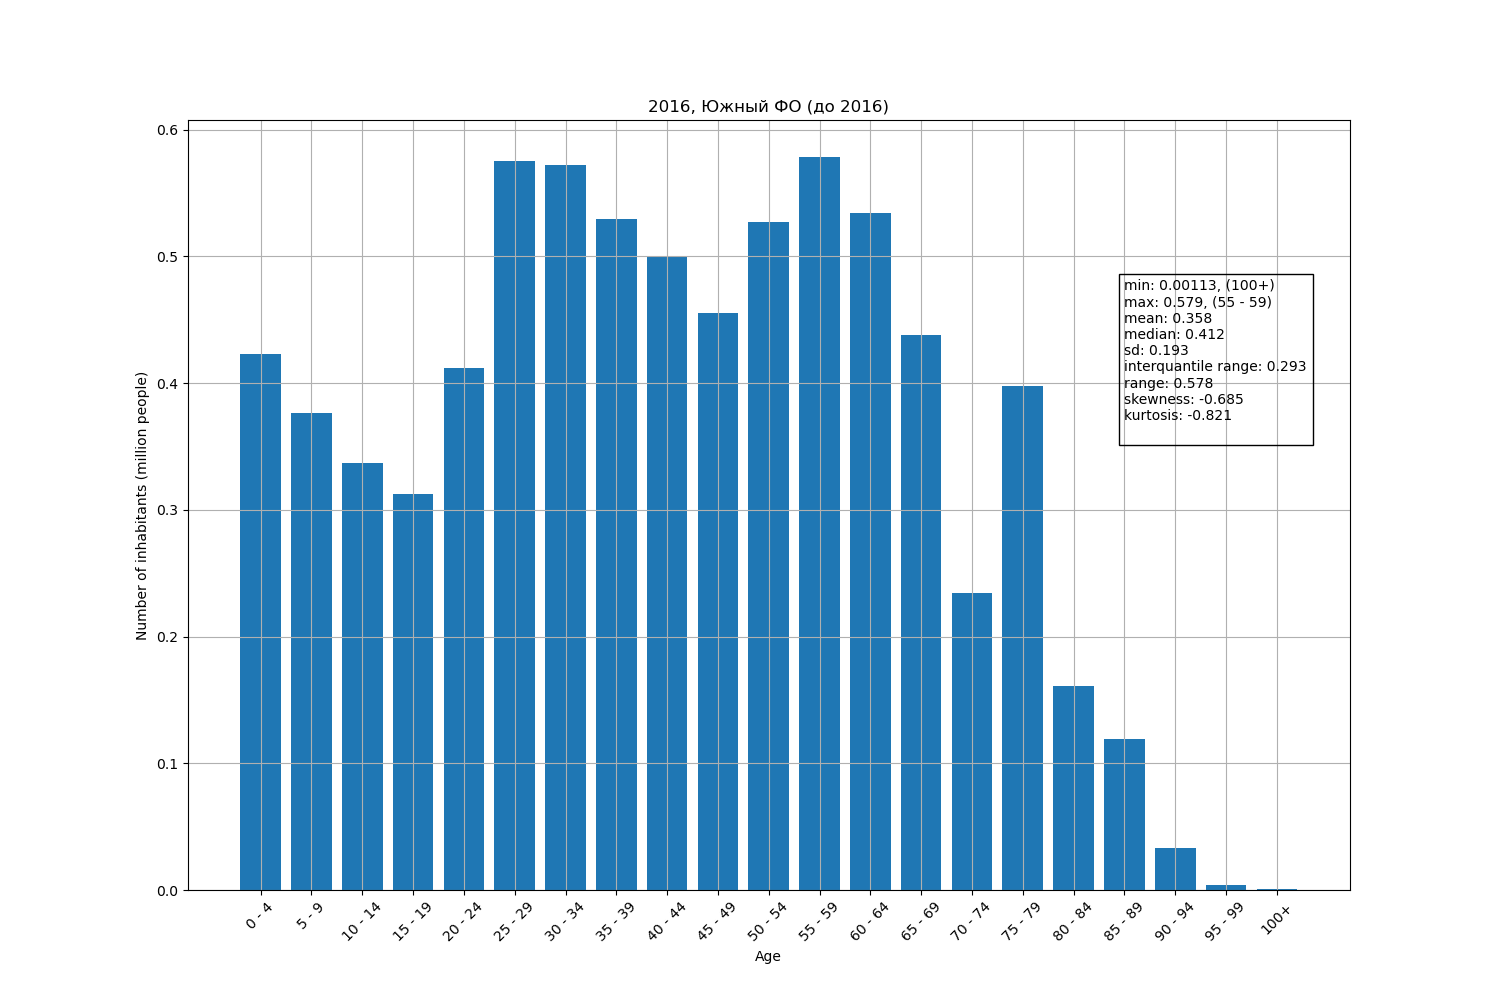 2016, Южный ФО (до 2016)
0.6
0.5
0.4
0.3
0.2
0.1
0.0
Number of inhabitants (million people)
min: 0.00113, (100+)
max: 0.579, (55 - 59)
mean: 0.358
median: 0.412
sd: 0.193
interquantile range: 0.293
range: 0.578
skewness: -0.685
kurtosis: -0.821
0 - 4
5 - 9
10 - 14
15 - 19
20 - 24
25 - 29
30 - 34
35 - 39
40 - 44
45 - 49
50 - 54
55 - 59
60 - 64
65 - 69
70 - 74
75 - 79
80 - 84
85 - 89
90 - 94
95 - 99
100+
Age